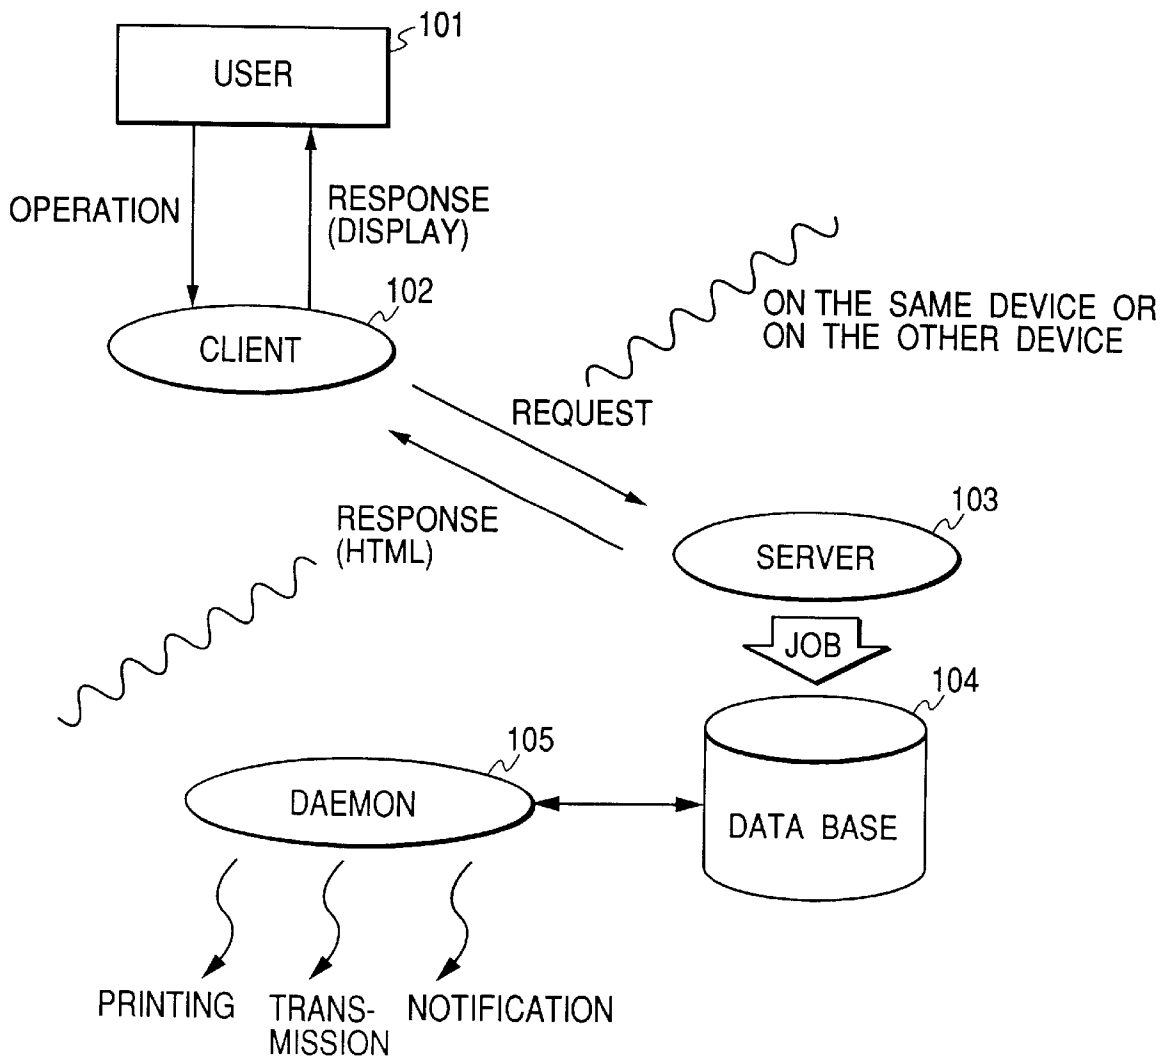 101
USER
OPERATION
RESPONSE
(DISPLAY)
102
CLIENT
ON THE SAME DEVICE OR
ON THE OTHER DEVICE
REQUEST
RESPONSE
(HTML)
103
SERVER
JOB
104
DATA BASE
105
DAEMON
PRINTING
TRANS-
MISSION
NOTIFICATION